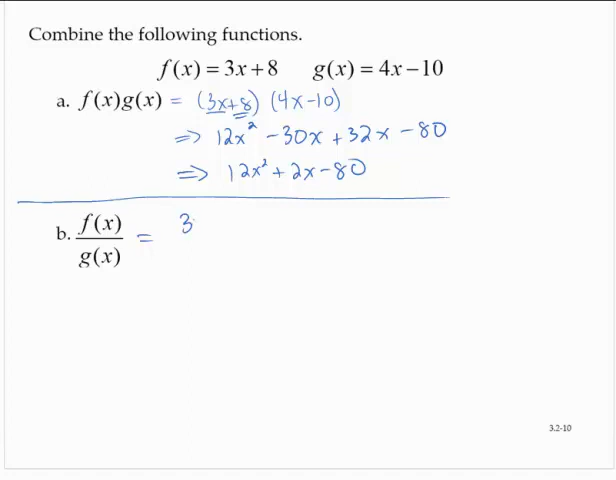 Combine the following functions.
f(x) = 3x + 8    g(x) = 4x − 10
a. f(x)g(x) = (3x+8) (4x−10)
⇒ 12x² − 30x + 32x − 80
⇒ 12x² + 2x − 80
b. f(x)/g(x) = 3
3.2-10